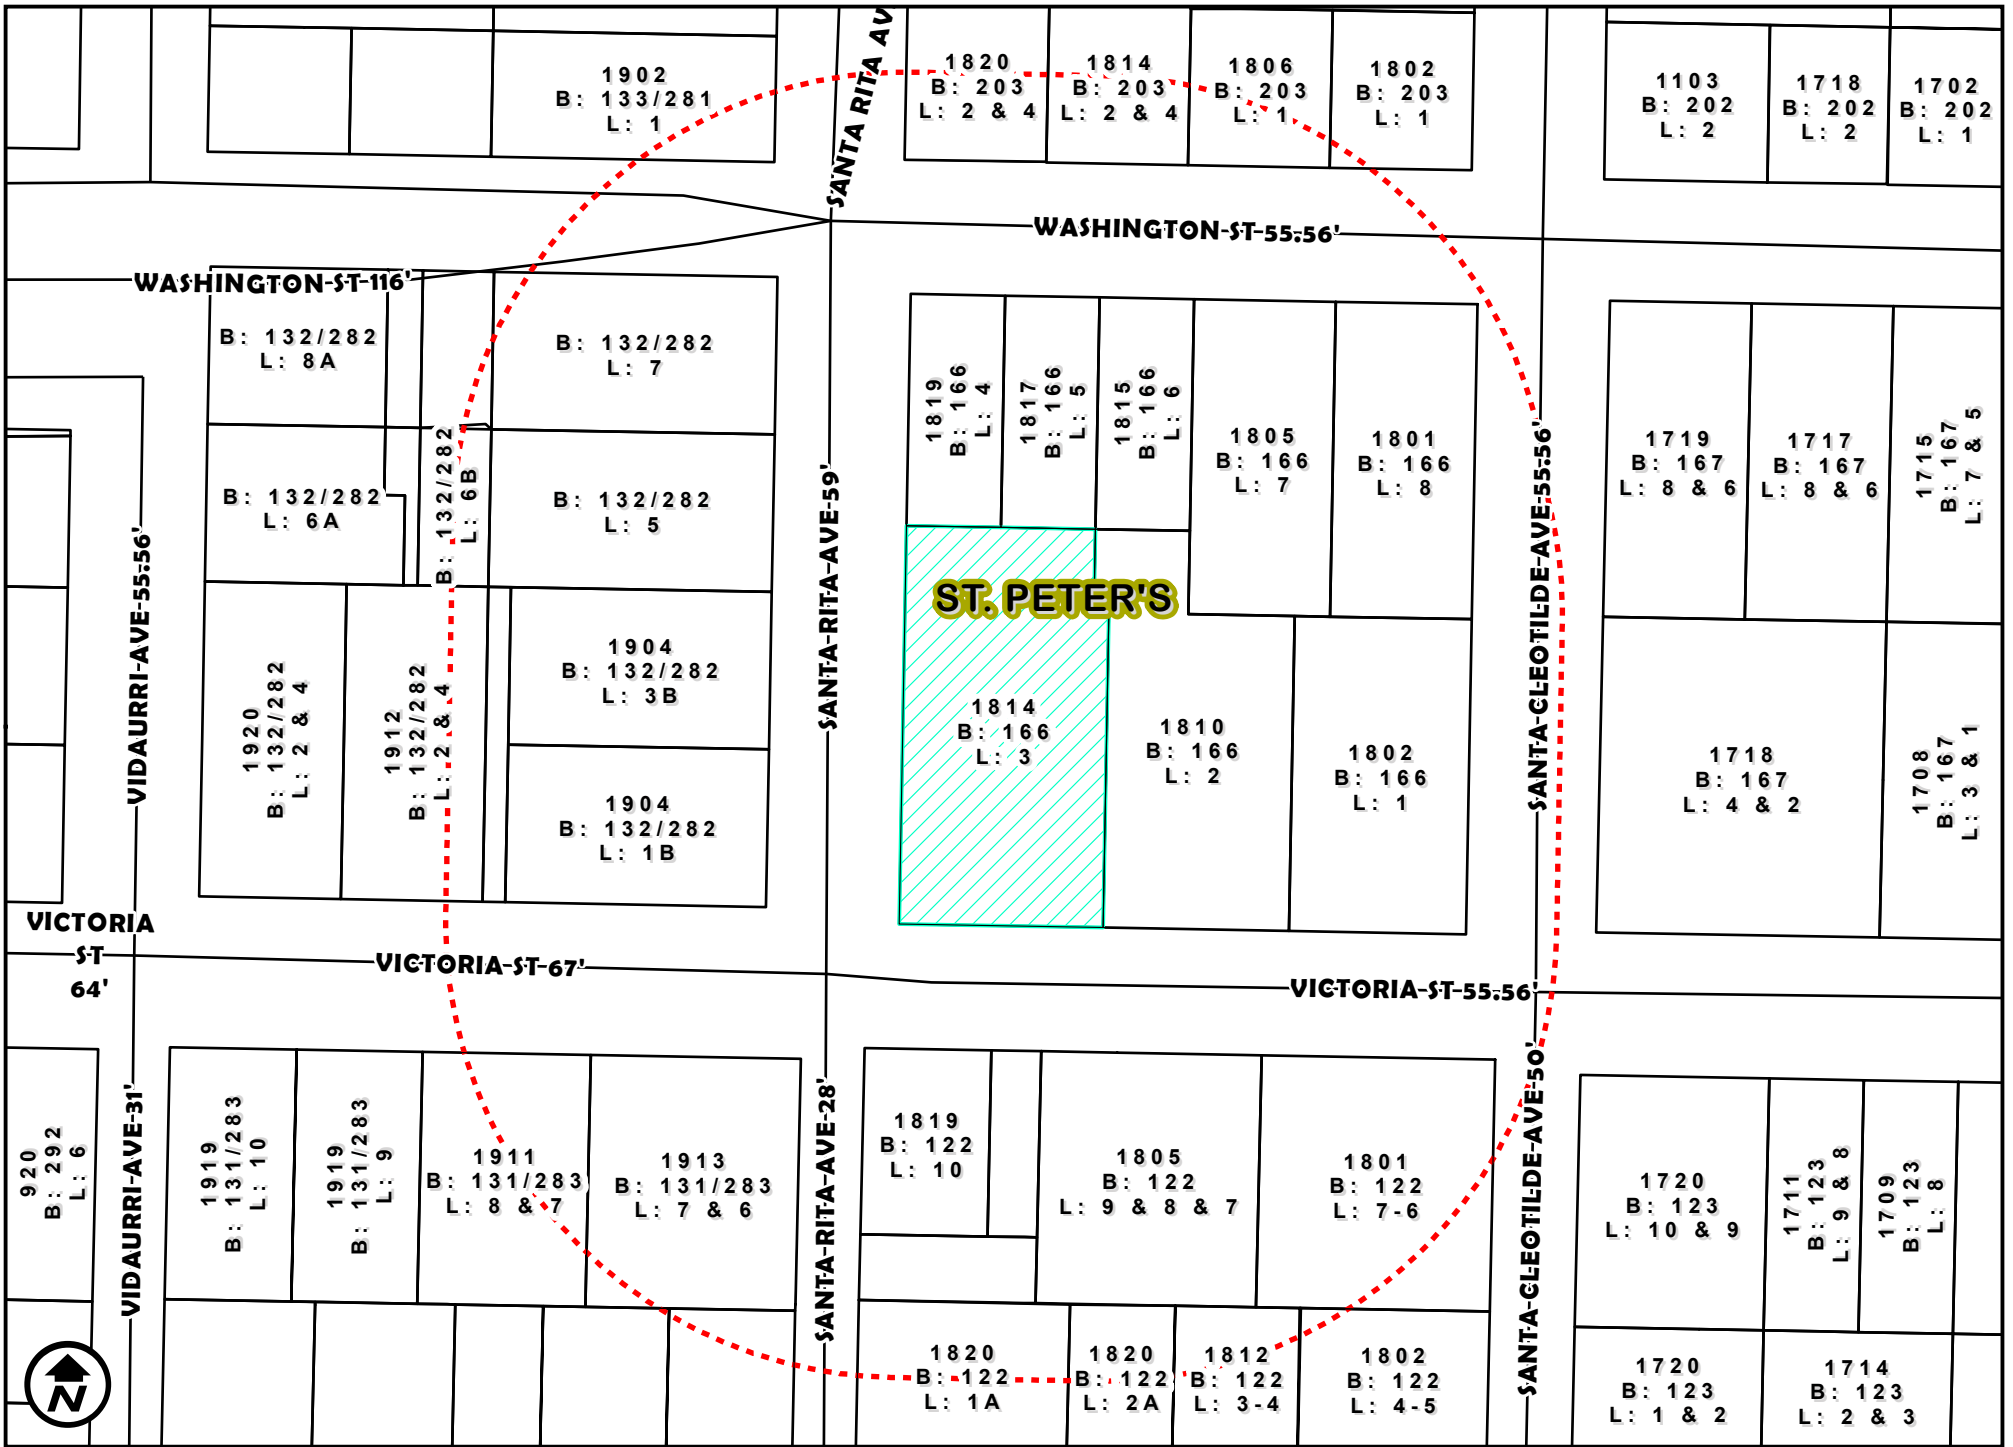 1902
B: 133/281
L: 1
SANTA RITA AV
1820
B: 203
L: 2 & 4
1814
B: 203
L: 2 & 4
1806
B: 203
L: 1
1802
B: 203
L: 1
1103
B: 202
L: 2
1718
B: 202
L: 2
1702
B: 202
L: 1
WASHINGTON-ST-55.56'
WASHINGTON-ST-116'
B: 132/282
L: 8A
B: 132/282
L: 7
B: 132/282
L: 6A
B: 132/282
L: 6B
B: 132/282
L: 5
1819
B: 166
L: 4
1817
B: 166
L: 5
1815
B: 166
L: 6
1805
B: 166
L: 7
1801
B: 166
L: 8
1719
B: 167
L: 8 & 6
1717
B: 167
L: 8 & 6
1715
B: 167
L: 7 & 5
VIDAURRI-AVE-55.56'
SANTA-RITA-AVE-59'
SANTA-CLEOTILDE-AVE-55.56'
ST. PETER'S
1920
B: 132/282
L: 2 & 4
1912
B: 132/282
L: 2 & 4
1904
B: 132/282
L: 3B
1904
B: 132/282
L: 1B
1814
B: 166
L: 3
1810
B: 166
L: 2
1802
B: 166
L: 1
1718
B: 167
L: 4 & 2
1708
B: 167
L: 3 & 1
VICTORIA
ST
64'
VICTORIA-ST-67'
VICTORIA-ST-55.56'
920
B: 292
L: 6
VIDAURRI-AVE-31'
1919
B: 131/283
L: 10
1919
B: 131/283
L: 9
1911
B: 131/283
L: 8 & 7
1913
B: 131/283
L: 7 & 6
SANTA-RITA-AVE-28'
1819
B: 122
L: 10
1805
B: 122
L: 9 & 8 & 7
1801
B: 122
L: 7-6
SANTA-CLEOTILDE-AVE-50'
1720
B: 123
L: 10 & 9
1711
B: 123
L: 9 & 8
1709
B: 123
L: 8
1820
B: 122
L: 1A
1820
B: 122
L: 2A
1812
B: 122
L: 3-4
1802
B: 122
L: 4-5
1720
B: 123
L: 1 & 2
1714
B: 123
L: 2 & 3
N